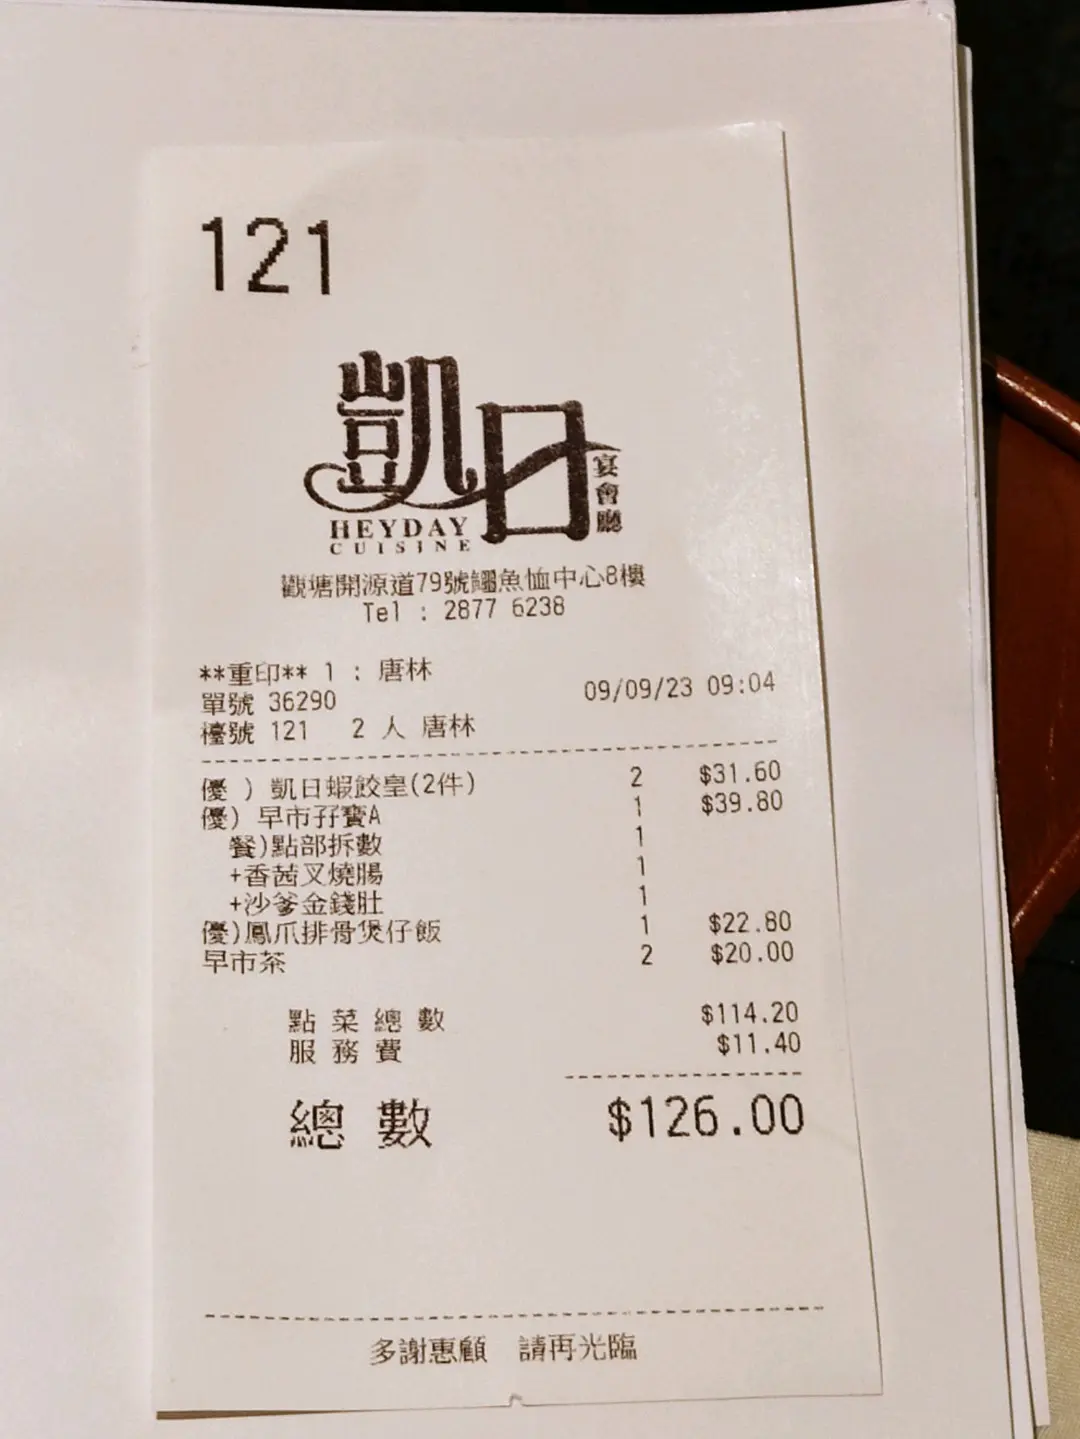 121
凱日
宴會廳
HEYDAY
CUISINE
觀塘開源道79號鱷魚恤中心8樓
Tel : 2877 6238
**重印** 1 : 唐林
單號 36290 09/09/23 09:04
檯號 121 2 人 唐林
優 ) 凱日蝦餃皇(2件) 2 $31.60
優) 早市孖寶A 1 $39.80
餐)點部拆數 1
+香茜叉燒腸 1
+沙爹金錢肚 1
優)鳳爪排骨煲仔飯 1 $22.80
早市茶 2 $20.00
點 菜 總 數 $114.20
服 務 費 $11.40
總 數 $126.00
多謝惠顧 請再光臨